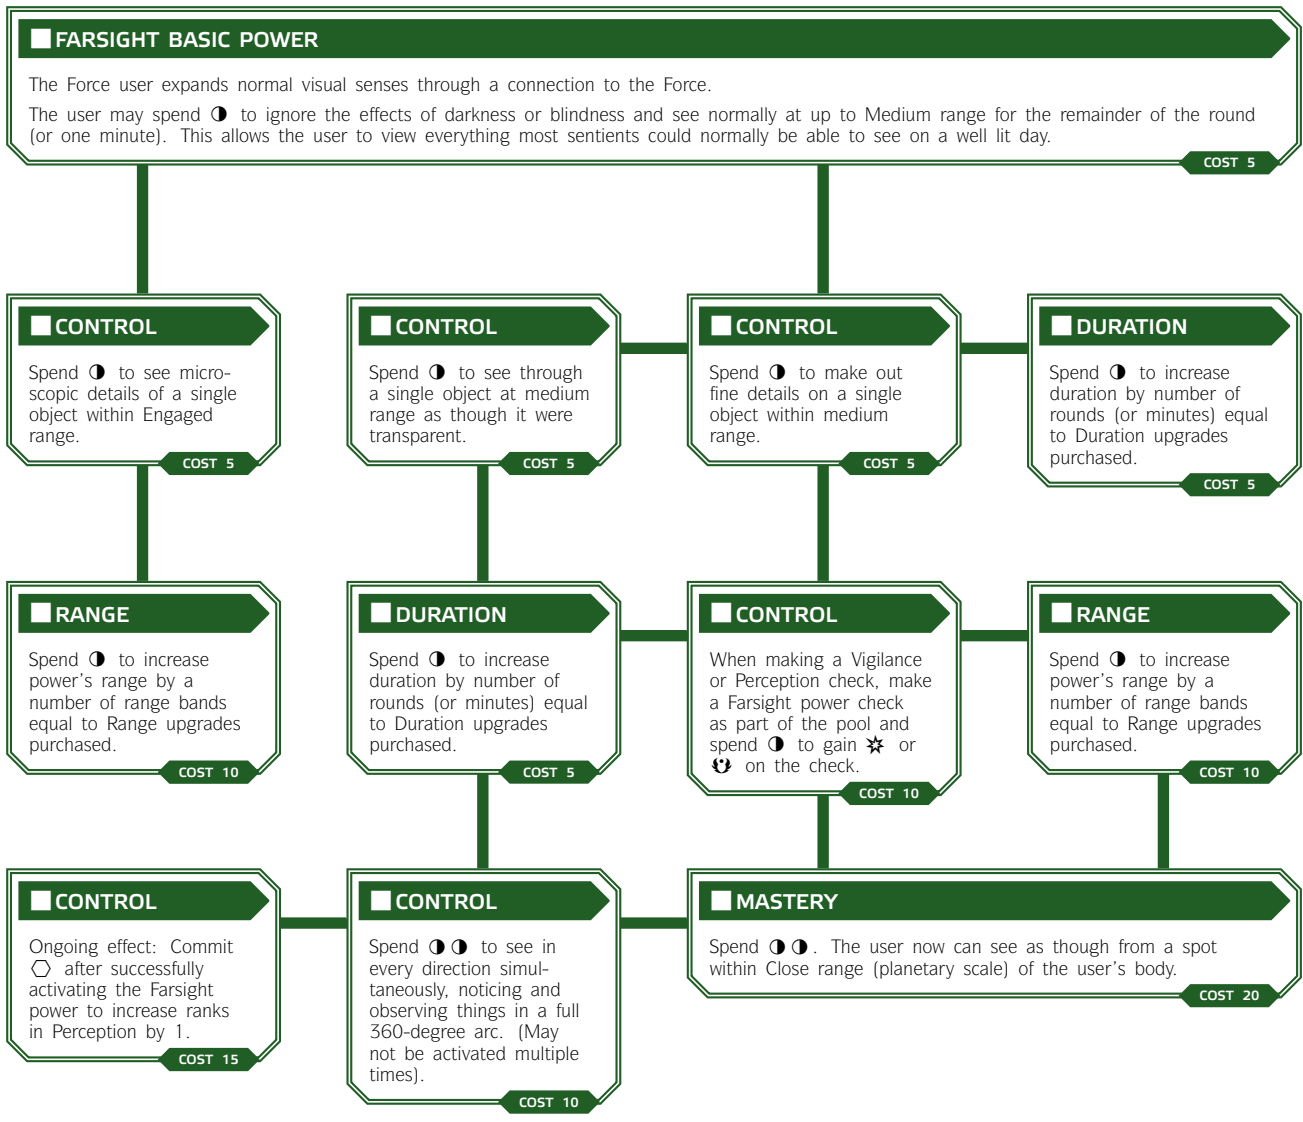 FARSIGHT BASIC POWER
The Force user expands normal visual senses through a connection to the Force.
The user may spend ◑ to ignore the effects of darkness or blindness and see normally at up to Medium range for the remainder of the round
(or one minute). This allows the user to view everything most sentients could normally be able to see on a well lit day.
COST 5
CONTROL
Spend ◑ to see micro-
scopic details of a single
object within Engaged
range.
COST 5
CONTROL
Spend ◑ to see through
a single object at medium
range as though it were
transparent.
COST 5
CONTROL
Spend ◑ to make out
fine details on a single
object within medium
range.
COST 5
DURATION
Spend ◑ to increase
duration by number of
rounds (or minutes) equal
to Duration upgrades
purchased.
COST 5
RANGE
Spend ◑ to increase
power's range by a
number of range bands
equal to Range upgrades
purchased.
COST 10
DURATION
Spend ◑ to increase
duration by number of
rounds (or minutes) equal
to Duration upgrades
purchased.
COST 5
CONTROL
When making a Vigilance
or Perception check, make
a Farsight power check
as part of the pool and
spend ◑ to gain or
on the check.
COST 10
RANGE
Spend ◑ to increase
power's range by a
number of range bands
equal to Range upgrades
purchased.
COST 10
CONTROL
Ongoing effect: Commit
⬡ after successfully
activating the Farsight
power to increase ranks
in Perception by 1.
COST 15
CONTROL
Spend ◑◑ to see in
every direction simul-
taneously, noticing and
observing things in a full
360-degree arc. (May
not be activated multiple
times).
COST 10
MASTERY
Spend ◑◑. The user now can see as though from a spot
within Close range (planetary scale) of the user's body.
COST 20